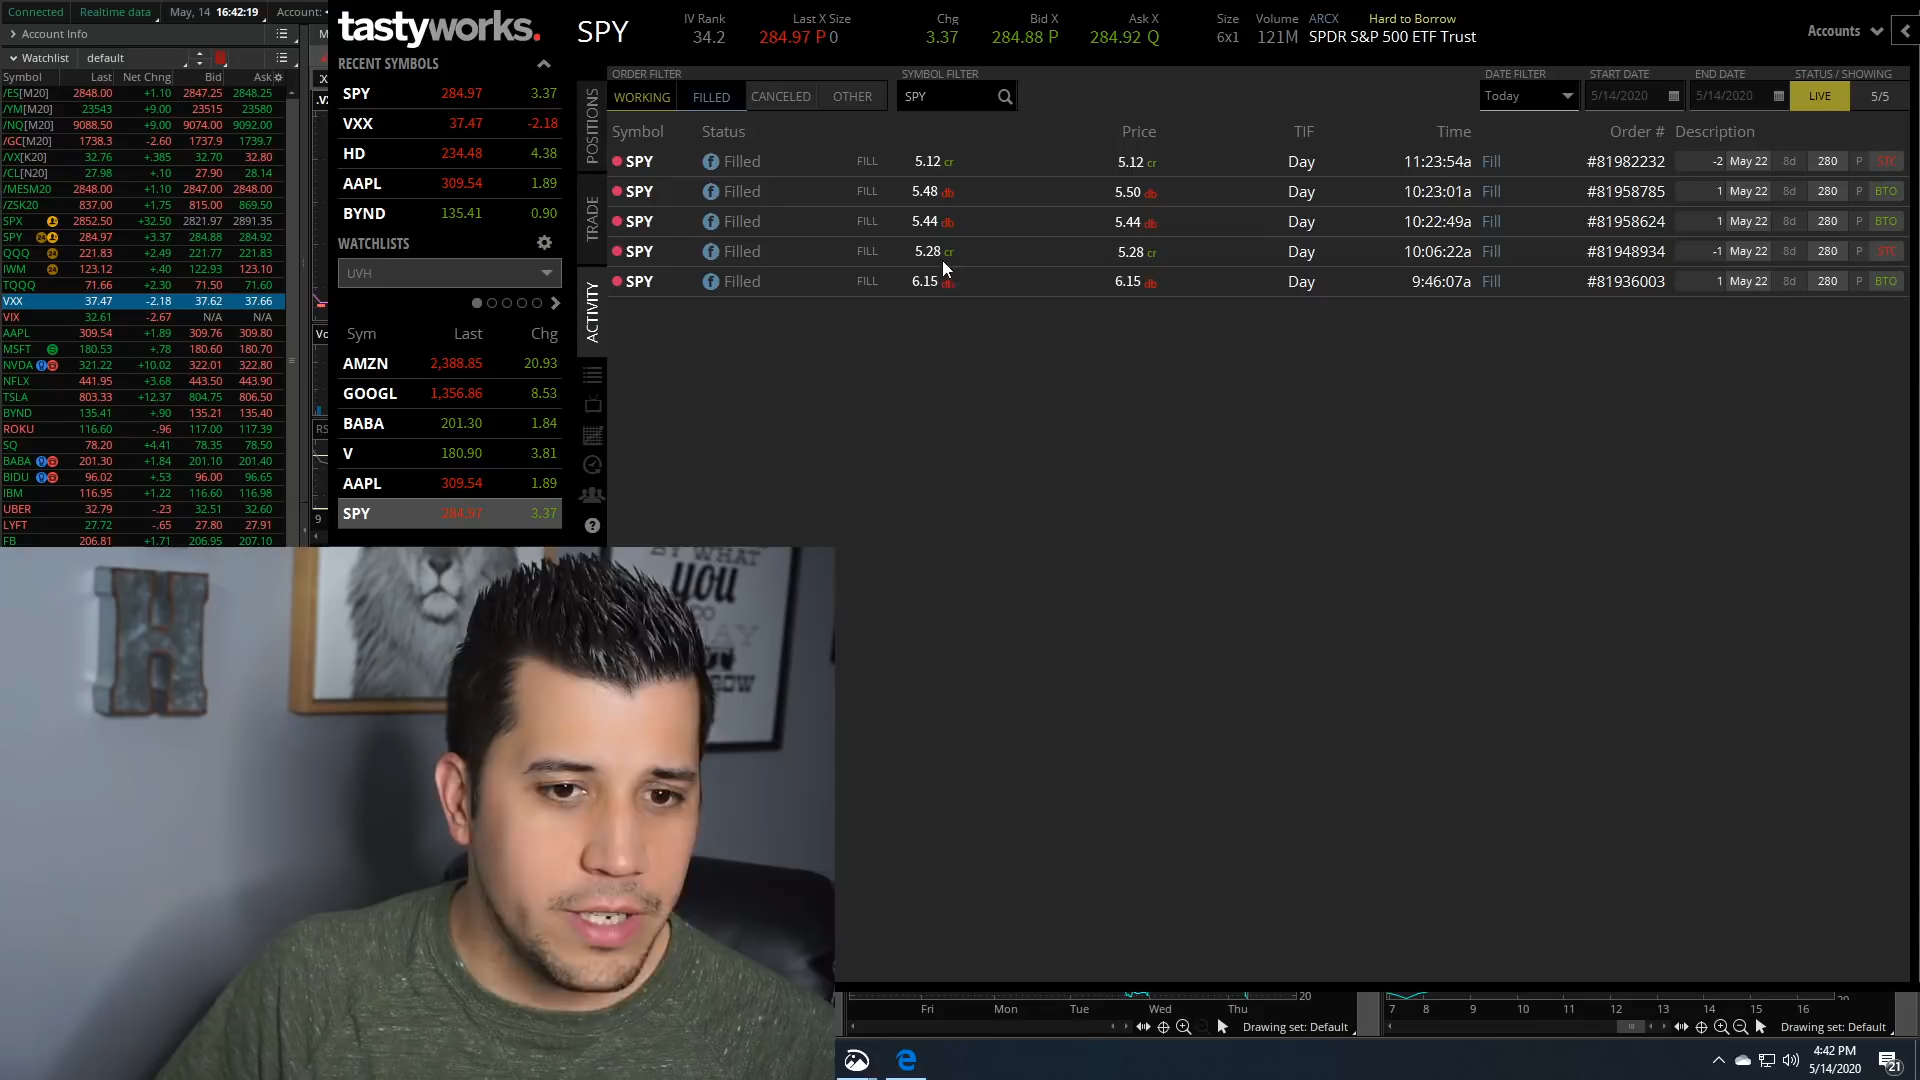 Connected Realtime data May, 14 16:42:19 Account: -
Account Info
Watchlist default
Symbol Last Net Chng Bid Ask
/ES[M20] 2848.00 +1.10 2847.25 2848.25
/YM[M20] 23543 +9.00 23515 23580
/NQ[M20] 9088.50 +9.00 9074.00 9092.00
/GC[M20] 1738.3 -2.60 1737.9 1739.7
/VX[K20] 32.76 +.385 32.70 32.80
/CL[N20] 27.98 +.10 27.90 28.14
/MESM20 2848.00 +1.10 2847.00 2848.00
/ZSK20 837.00 +1.75 815.00 869.50
SPX 2852.50 +32.50 2821.97 2891.35
SPY 284.97 +3.37 284.88 284.92
QQQ 221.83 +2.49 221.77 221.83
IWM 123.12 +.40 122.93 123.10
TQQQ 71.66 +2.30 71.50 71.60
VXX 37.47 -2.18 37.62 37.66
VIX 32.61 -2.67 N/A N/A
AAPL 309.54 +1.89 309.76 309.80
MSFT 180.53 +.78 180.60 180.70
NVDA 321.22 +10.02 322.01 322.80
NFLX 441.95 +3.68 443.50 443.90
TSLA 803.33 +12.37 804.75 806.50
BYND 135.41 +.90 135.21 135.40
ROKU 116.60 -.96 117.00 117.39
SQ 78.20 +4.41 78.35 78.50
BABA 201.30 +1.84 201.10 201.40
BIDU 96.02 +.53 96.00 96.65
IBM 116.95 +1.22 116.60 116.98
UBER 32.79 -.23 32.51 32.60
LYFT 27.72 -.65 27.80 27.91
FB 206.81 +1.71 206.95 207.10
tastyworks.
RECENT SYMBOLS
SPY 284.97 3.37
VXX 37.47 -2.18
HD 234.48 4.38
AAPL 309.54 1.89
BYND 135.41 0.90
WATCHLISTS
UVH
Sym Last Chg
AMZN 2,388.85 20.93
GOOGL 1,356.86 8.53
BABA 201.30 1.84
V 180.90 3.81
AAPL 309.54 1.89
SPY 284.97 3.37
SPY
IV Rank Last X Size Chg Bid X Ask X Size Volume ARCX Hard to Borrow
34.2 284.97 P 0 3.37 284.88 P 284.92 Q 6x1 121M SPDR S&P 500 ETF Trust
Accounts
POSITIONS
TRADE
ACTIVITY
ORDER FILTER SYMBOL FILTER DATE FILTER START DATE END DATE STATUS / SHOWING
WORKING FILLED CANCELED OTHER SPY Today 5/14/2020 5/14/2020 LIVE 5/5
Symbol Status Price TIF Time Order # Description
SPY Filled FILL 5.12 cr 5.12 cr Day 11:23:54a Fill #81982232 -2 May 22 8d 280 P STC
SPY Filled FILL 5.48 db 5.50 db Day 10:23:01a Fill #81958785 1 May 22 8d 280 P BTO
SPY Filled FILL 5.44 db 5.44 db Day 10:22:49a Fill #81958624 1 May 22 8d 280 P BTO
SPY Filled FILL 5.28 cr 5.28 cr Day 10:06:22a Fill #81948934 -1 May 22 8d 280 P STC
SPY Filled FILL 6.15 db 6.15 db Day 9:46:07a Fill #81936003 1 May 22 8d 280 P BTO
H
BY WHAT
you
20
Fri Mon Tue Wed Thu
7 8 9 10 11 12 13 14 15 16
Drawing set: Default
Drawing set: Default
4:42 PM
5/14/2020
21